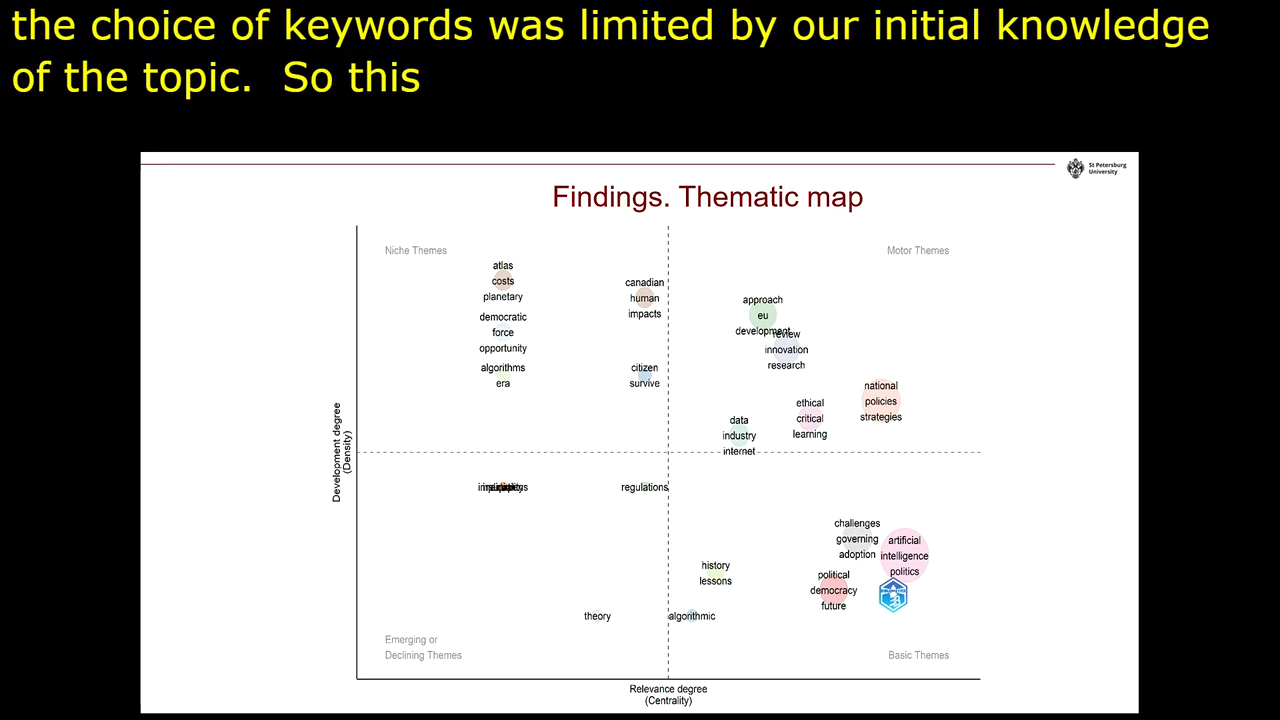 the choice of keywords was limited by our initial knowledge
of the topic.  So this
St Petersburg
University
Findings. Thematic map
Niche Themes
Motor Themes
atlas
costs
planetary
canadian
human
impacts
democratic
force
opportunity
approach
eu
development
review
innovation
research
algorithms
era
citizen
survive
national
policies
strategies
ethical
critical
learning
data
industry
internet
Development degree
(Density)
regulations
challenges
governing
adoption
artificial
intelligence
politics
history
lessons
political
democracy
future
theory
algorithmic
Emerging or
Declining Themes
Basic Themes
Relevance degree
(Centrality)